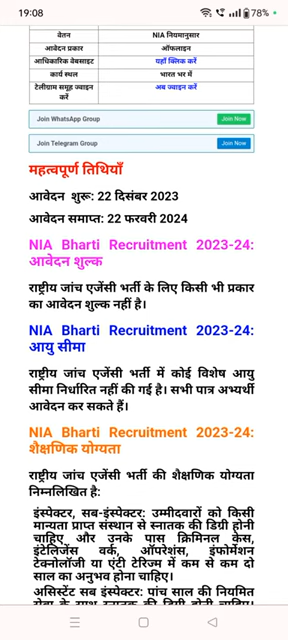 19:08
78%
वेतन NIA नियमानुसार
आवेदन प्रकार ऑफलाइन
आधिकारिक वेबसाइट यहाँ क्लिक करें
कार्य स्थल भारत भर में
टेलीग्राम समूह ज्वाइन करें अब ज्वाइन करें
Join WhatsApp Group Join Now
Join Telegram Group Join Now
महत्वपूर्ण तिथियाँ
आवेदन शुरू: 22 दिसंबर 2023
आवेदन समाप्त: 22 फरवरी 2024
NIA Bharti Recruitment 2023-24:
आवेदन शुल्क
राष्ट्रीय जांच एजेंसी भर्ती के लिए किसी भी प्रकार
का आवेदन शुल्क नहीं है।
NIA Bharti Recruitment 2023-24:
आयु सीमा
राष्ट्रीय जांच एजेंसी भर्ती में कोई विशेष आयु
सीमा निर्धारित नहीं की गई है। सभी पात्र अभ्यर्थी
आवेदन कर सकते हैं।
NIA Bharti Recruitment 2023-24:
शैक्षणिक योग्यता
राष्ट्रीय जांच एजेंसी भर्ती की शैक्षणिक योग्यता
निम्नलिखित है:
इंस्पेक्टर, सब-इंस्पेक्टर: उम्मीदवारों को किसी
मान्यता प्राप्त संस्थान से स्नातक की डिग्री होनी
चाहिए और उनके पास क्रिमिनल केस,
इंटेलिजेंस वर्क, ऑपरेशंस, इंफोर्मेशन
टेक्नोलॉजी या एंटी टेरिज्म में कम से कम दो
साल का अनुभव होना चाहिए।
असिस्टेंट सब इंस्पेक्टर: पांच साल की नियमित
सेवा के साथ स्नातक की डिग्री होनी चाहिए।